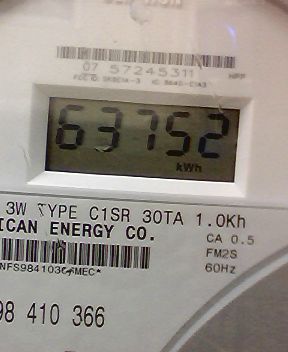 07 57245311
63752
kWh
3W TYPE C1SR 30TA 1.0Kh
ICAN ENERGY CO.
CA 0.5
FM2S
60Hz
98 410 366